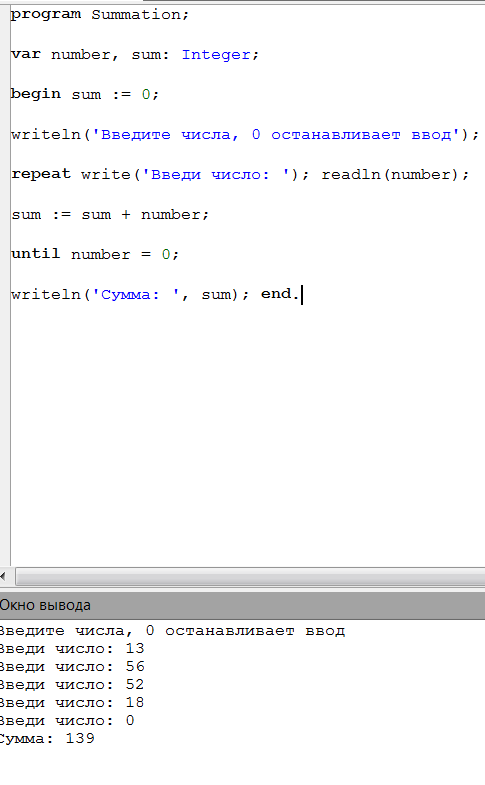 program Summation;
var number, sum: Integer;
begin sum := 0;
writeln('Введите числа, 0 останавливает ввод');
repeat write('Введи число: '); readln(number);
sum := sum + number;
until number = 0;
writeln('Сумма: ', sum); end.
Окно вывода
Введите числа, 0 останавливает ввод
Введи число: 13
Введи число: 56
Введи число: 52
Введи число: 18
Введи число: 0
Сумма: 139